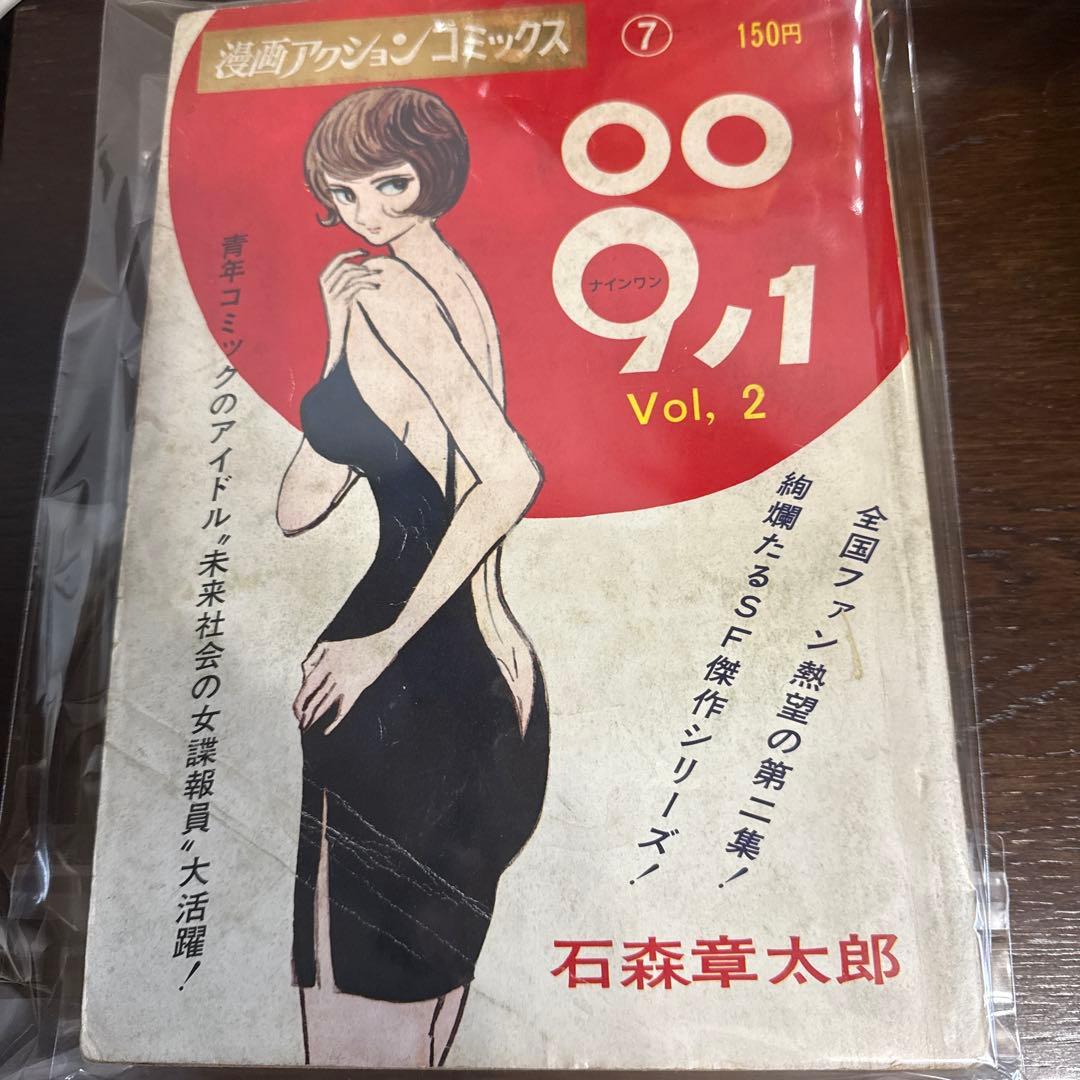 漫画アクションコミックス
⑦
150円
009ノ1
ナインワン
Vol, 2
全国ファン熱望の第二集！
絢爛たるSF傑作シリーズ！
青年コミックのアイドル〝未来社会の女諜報員〟大活躍！
石森章太郎